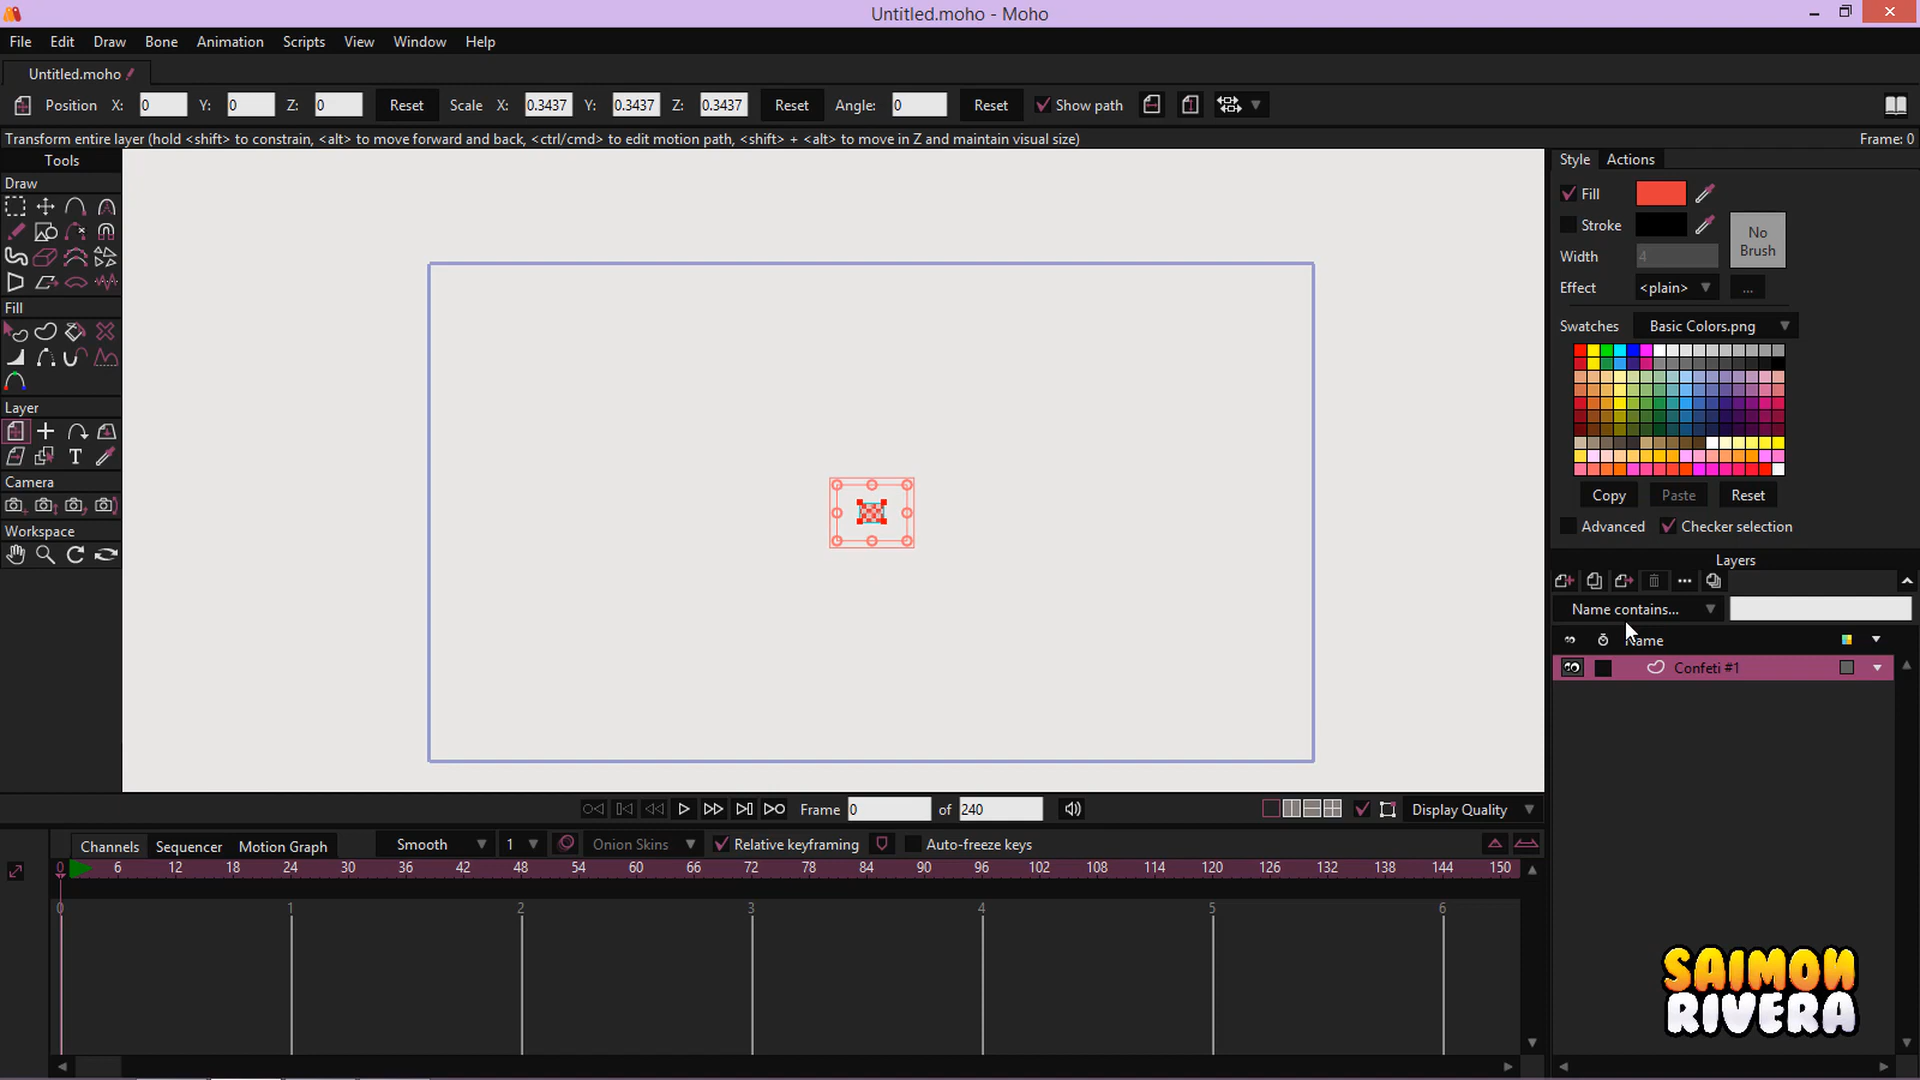 Untitled.moho - Moho
File Edit Draw Bone Animation Scripts View Window Help
Untitled.moho
Position X: 0 Y: 0 Z: 0 Reset Scale X: 0.3437 Y: 0.3437 Z: 0.3437 Reset Angle: 0 Reset Show path
Transform entire layer (hold <shift> to constrain, <alt> to move forward and back, <ctrl/cmd> to edit motion path, <shift> + <alt> to move in Z and maintain visual size) Frame: 0
Tools
Draw
Fill
Layer
T
Camera
Workspace
Style Actions
Fill
Stroke
No
Brush
Width 4
Effect <plain> ...
Swatches Basic Colors.png
Copy Paste Reset
Advanced Checker selection
Layers
Name contains...
Name
Confeti #1
Frame 0 of 240 Display Quality
Channels Sequencer Motion Graph Smooth 1 Onion Skins Relative keyframing Auto-freeze keys
0 6 12 18 24 30 36 42 48 54 60 66 72 78 84 90 96 102 108 114 120 126 132 138 144 150
0 1 2 3 4 5 6
SAIMON
RIVERA